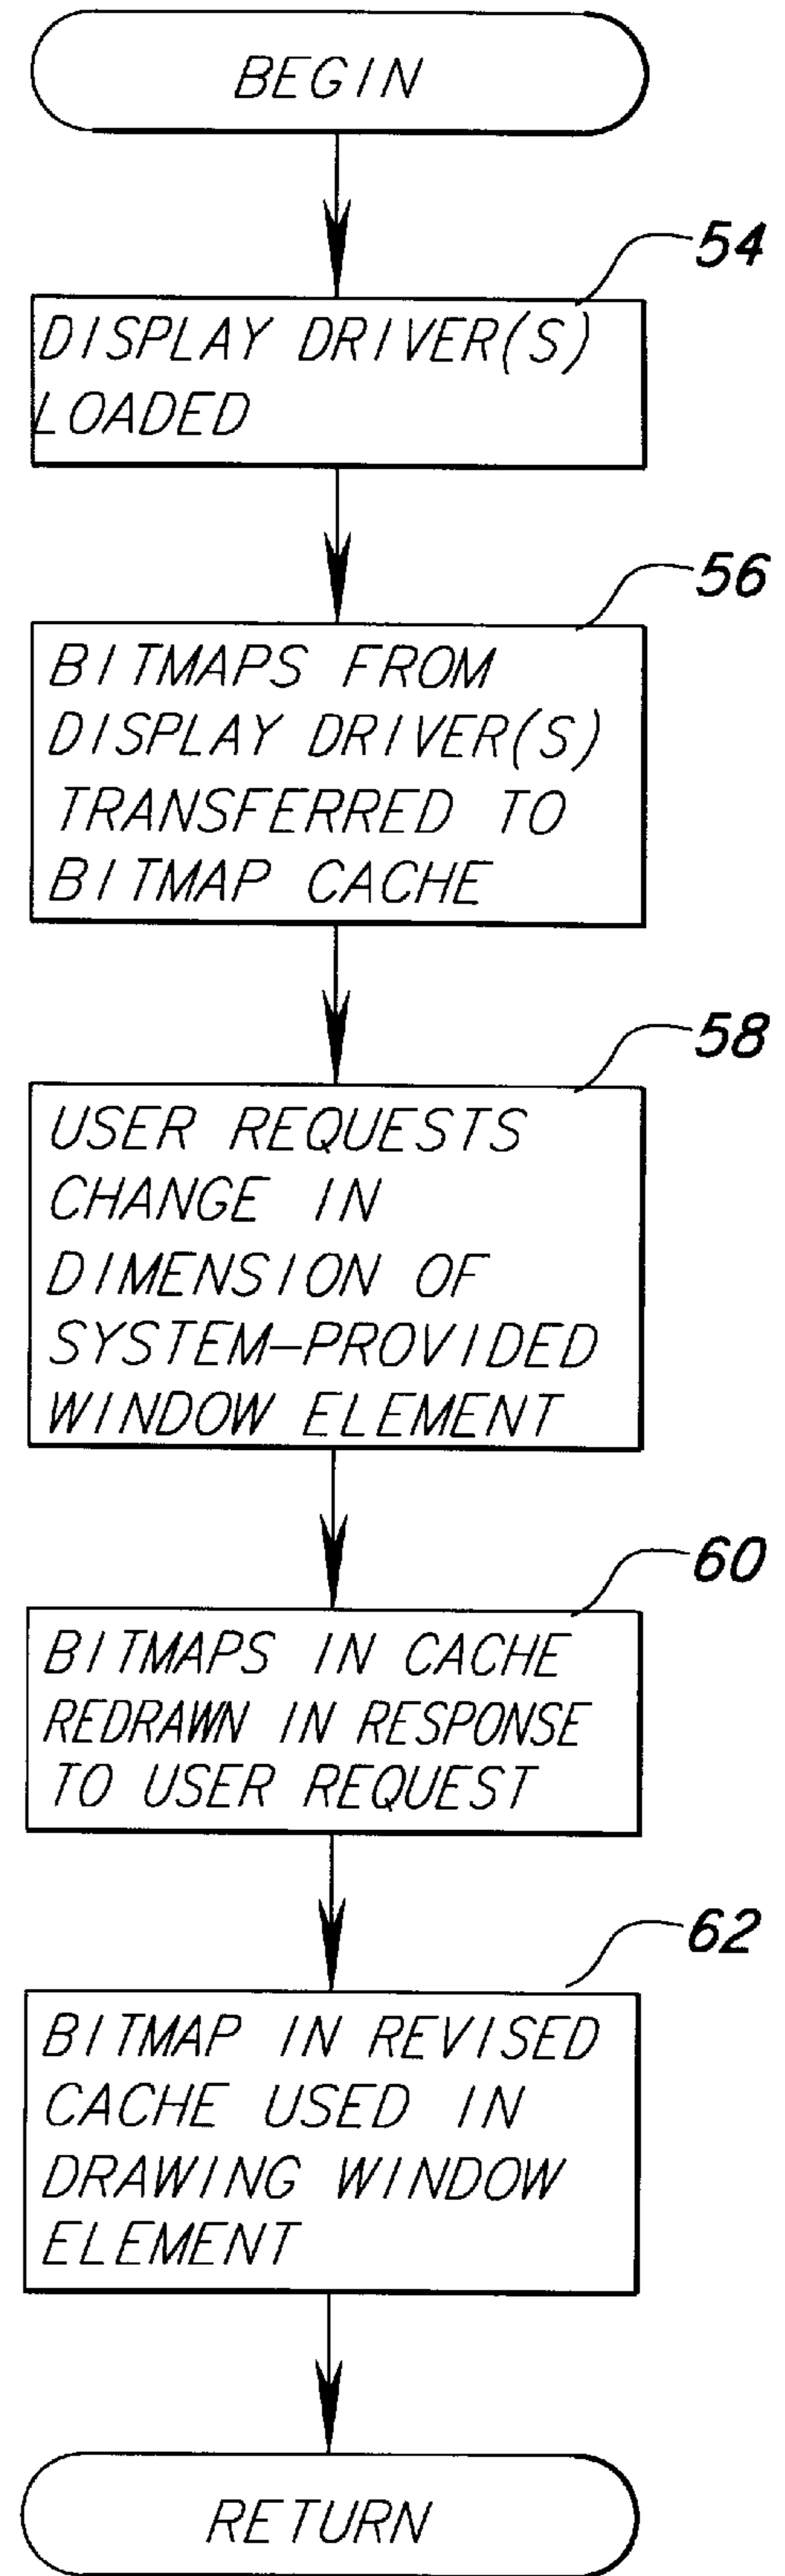 BEGIN
54
DISPLAY DRIVER(S)
LOADED
56
BITMAPS FROM
DISPLAY DRIVER(S)
TRANSFERRED TO
BITMAP CACHE
58
USER REQUESTS
CHANGE IN
DIMENSION OF
SYSTEM-PROVIDED
WINDOW ELEMENT
60
BITMAPS IN CACHE
REDRAWN IN RESPONSE
TO USER REQUEST
62
BITMAP IN REVISED
CACHE USED IN
DRAWING WINDOW
ELEMENT
RETURN